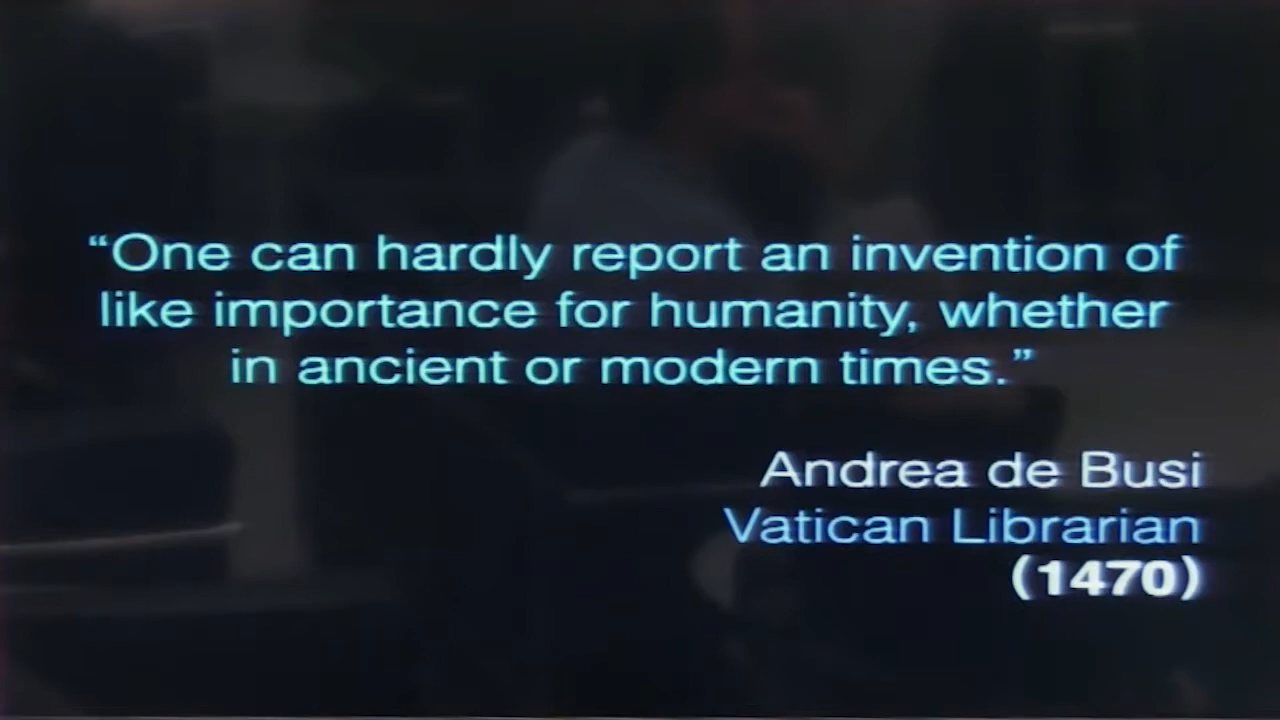 “One can hardly report an invention of
like importance for humanity, whether
in ancient or modern times.”
Andrea de Busi
Vatican Librarian
(1470)